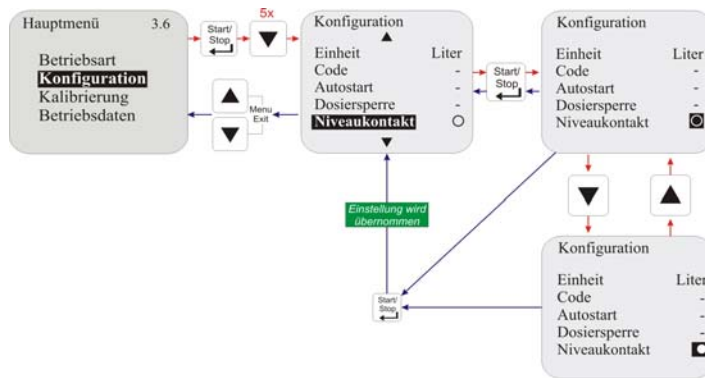 Hauptmenü 3.6
Betriebsart
Konfiguration
Kalibrierung
Betriebsdaten
Start/
Stop
5x
Menu
Exit
Konfiguration
Einheit Liter
Code -
Autostart -
Dosiersperre -
Niveaukontakt
Start/
Stop
Konfiguration
Einheit Liter
Code -
Autostart -
Dosiersperre -
Niveaukontakt
Einstellung wird
übernommen
Start/
Stop
Konfiguration
Einheit Liter
Code -
Autostart -
Dosiersperre -
Niveaukontakt